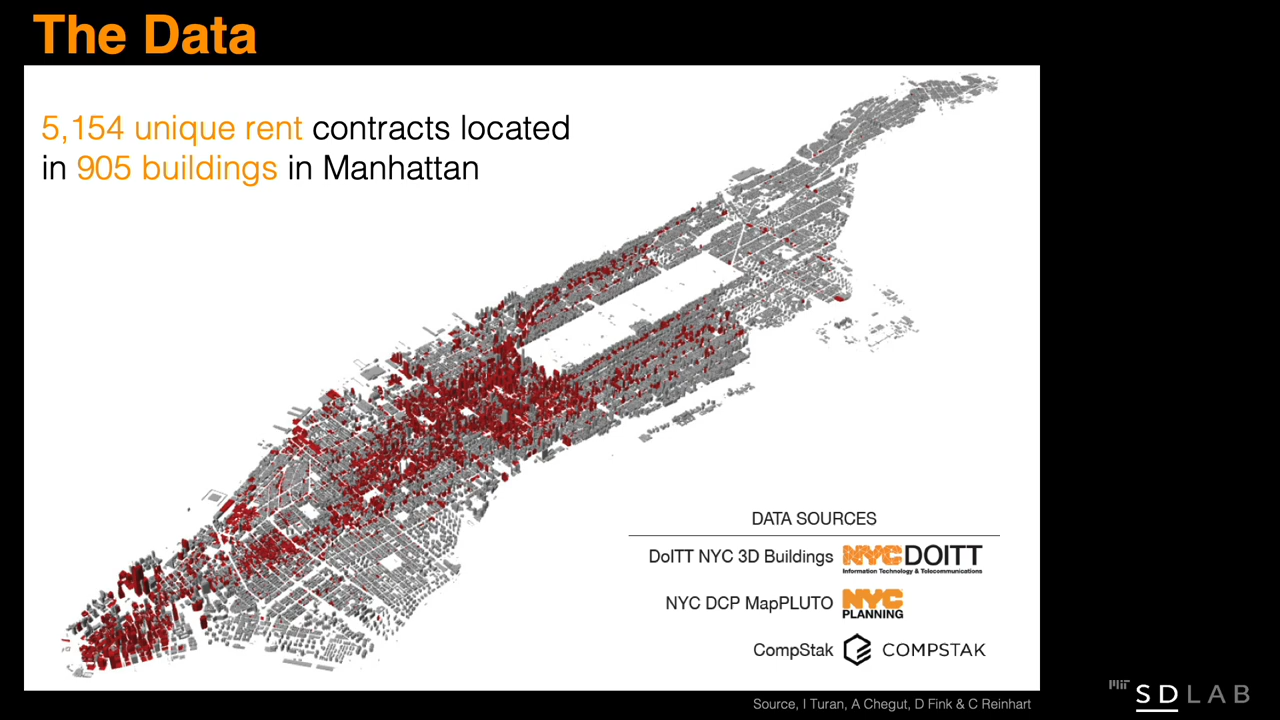 The Data
5,154 unique rent contracts located
in 905 buildings in Manhattan
DATA SOURCES
DoITT NYC 3D Buildings NYC DOITT
Information Technology & Telecommunications
NYC DCP MapPLUTO NYC
PLANNING
CompStak COMPSTAK
Source, I Turan, A Chegut, D Fink & C Reinhart
MIT SDLAB